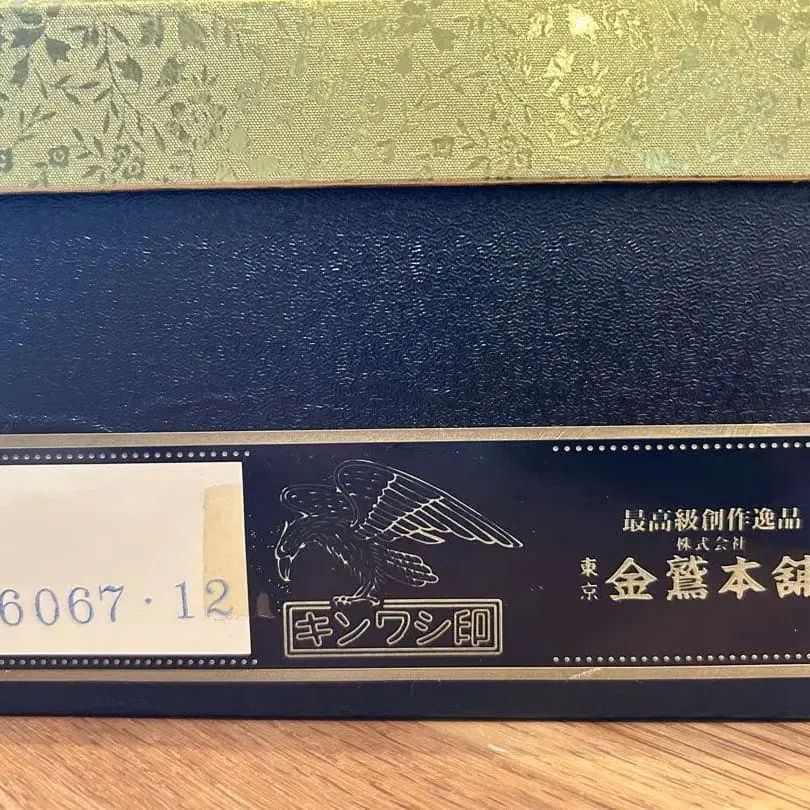 6067·12
キンワシ印
最高級創作逸品
株式会社
東京 金鷲本舗